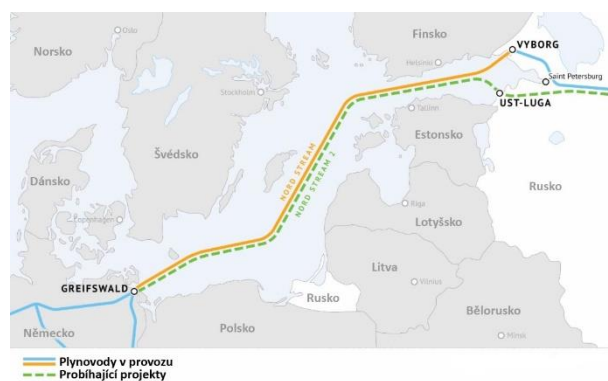 Norsko
Oslo
Finsko
VYBORG
Helsinki
Saint Petersburg
Stockholm
UST-LUGA
Tallinn
Estonsko
Švédsko
NORD STREAM
NORD STREAM 2
Rusko
Dánsko
Riga
Copenhagen
Lotyšsko
Litva
GREIFSWALD
Rusko
Vilnius
Bělorusko
Německo
Polsko
Minsk
Plynovody v provozu
Probíhající projekty